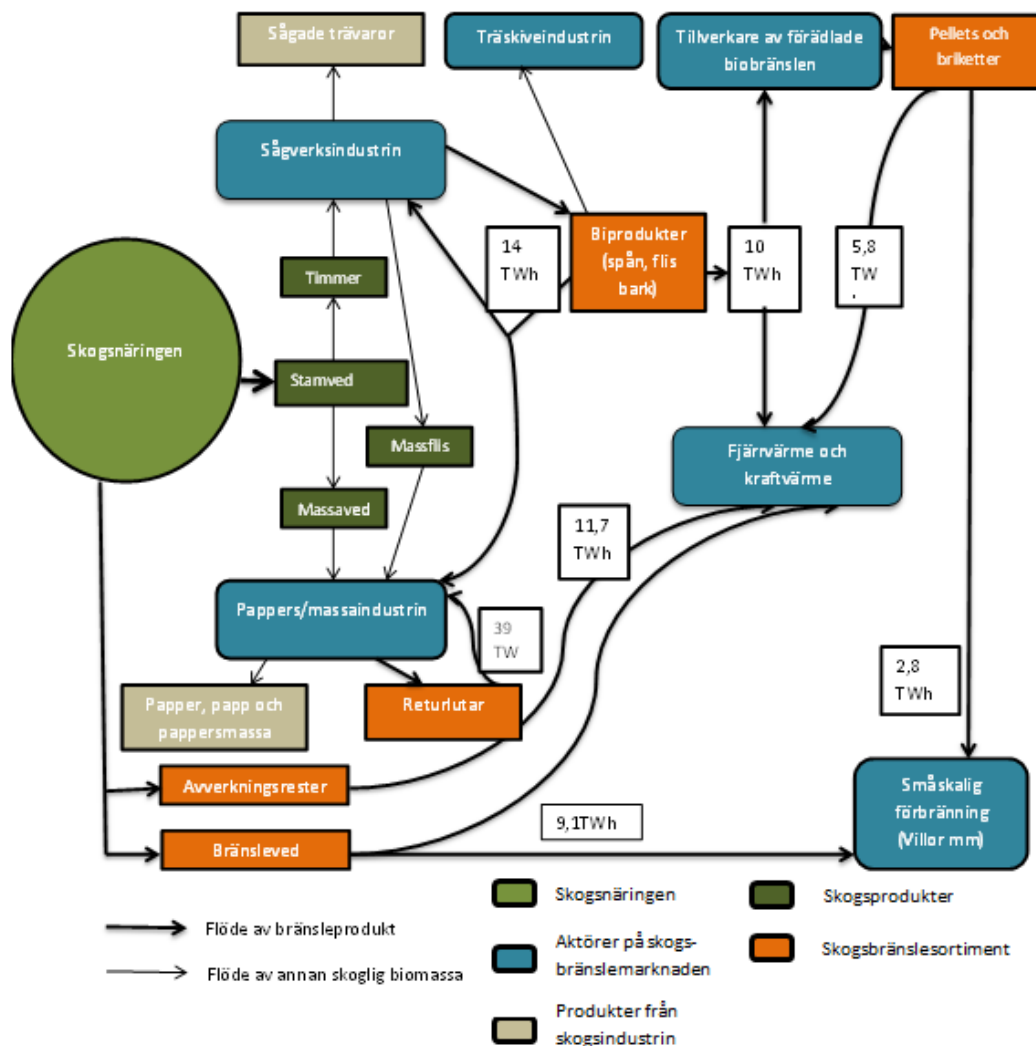 Sågade trävaror
Träskiveindustrin
Tillverkare av förädlade
biobränslen
Pellets och
briketter
Sågverksindustrin
14
TWh
Biprodukter
(spån, flis
bark)
10
TWh
5,8
TW
Timmer
Skogsnäringen
Stamved
Massflis
Fjärrvärme och
kraftvärme
Massaved
11,7
TWh
Pappers/massaindustrin
39
TW
2,8
TWh
Papper, papp och
pappersmassa
Returlutar
Avverkningsrester
Småskalig
förbränning
(Villor mm)
9,1TWh
Bränsleved
Flöde av bränsleprodukt
Flöde av annan skoglig biomassa
Skogsnäringen
Aktörer på skogs-
bränslemarknaden
Produkter från
skogsindustrin
Skogsprodukter
Skogsbränslesortiment